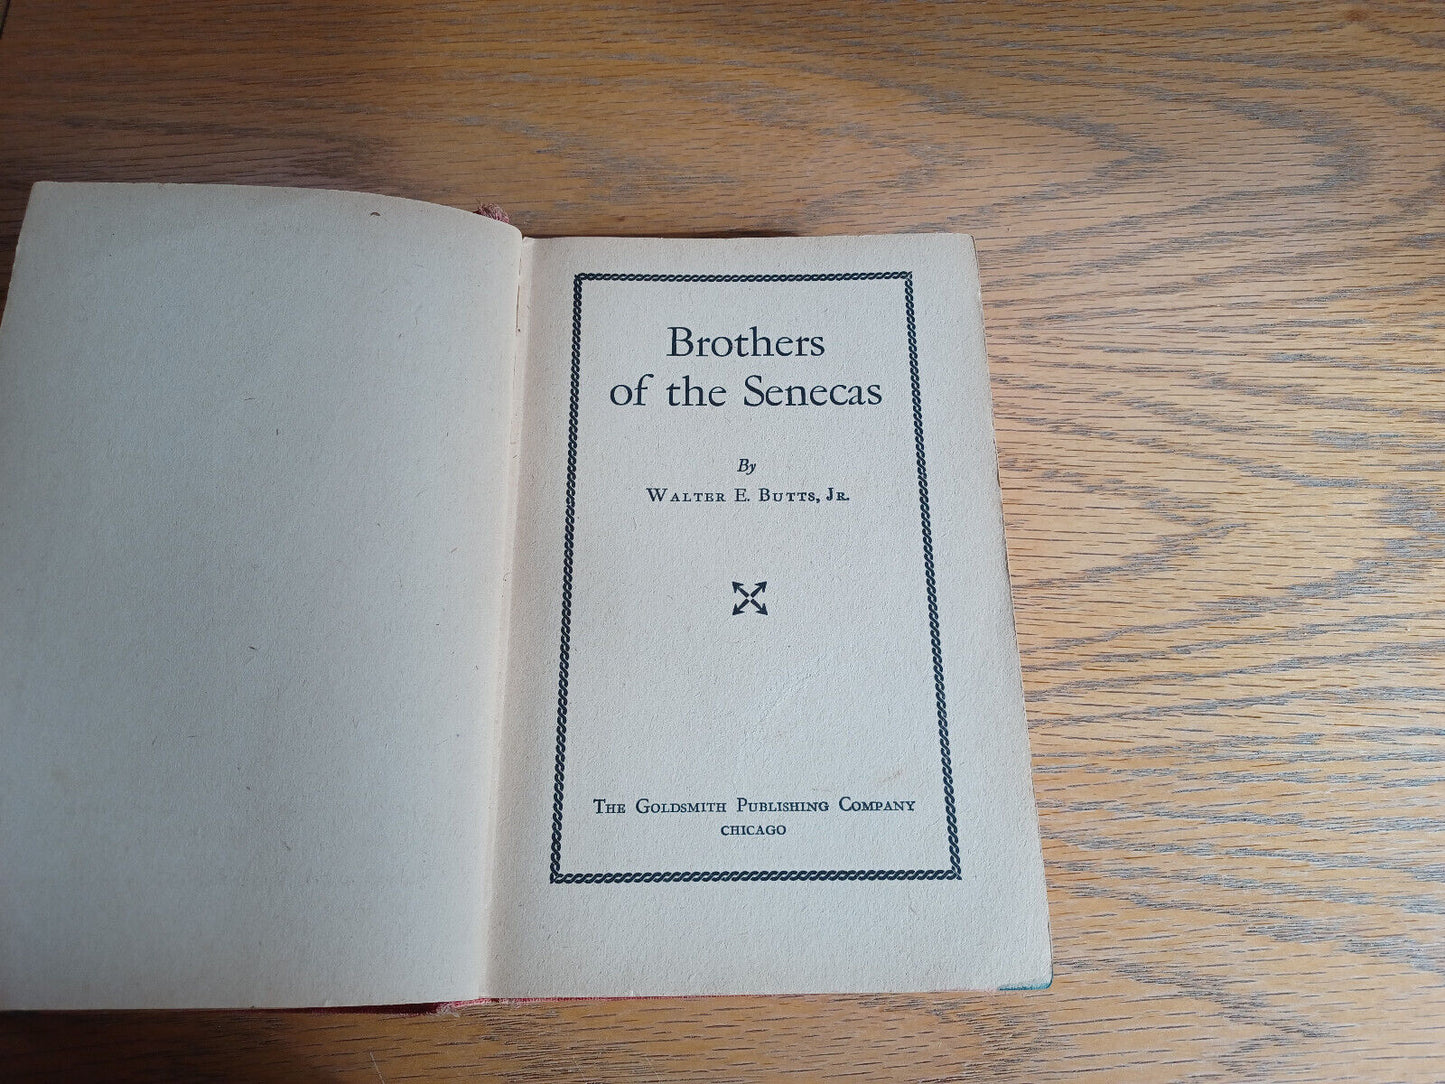 Brothers
of the Senecas
By
Walter E. Butts, Jr.
The Goldsmith Publishing Company
CHICAGO